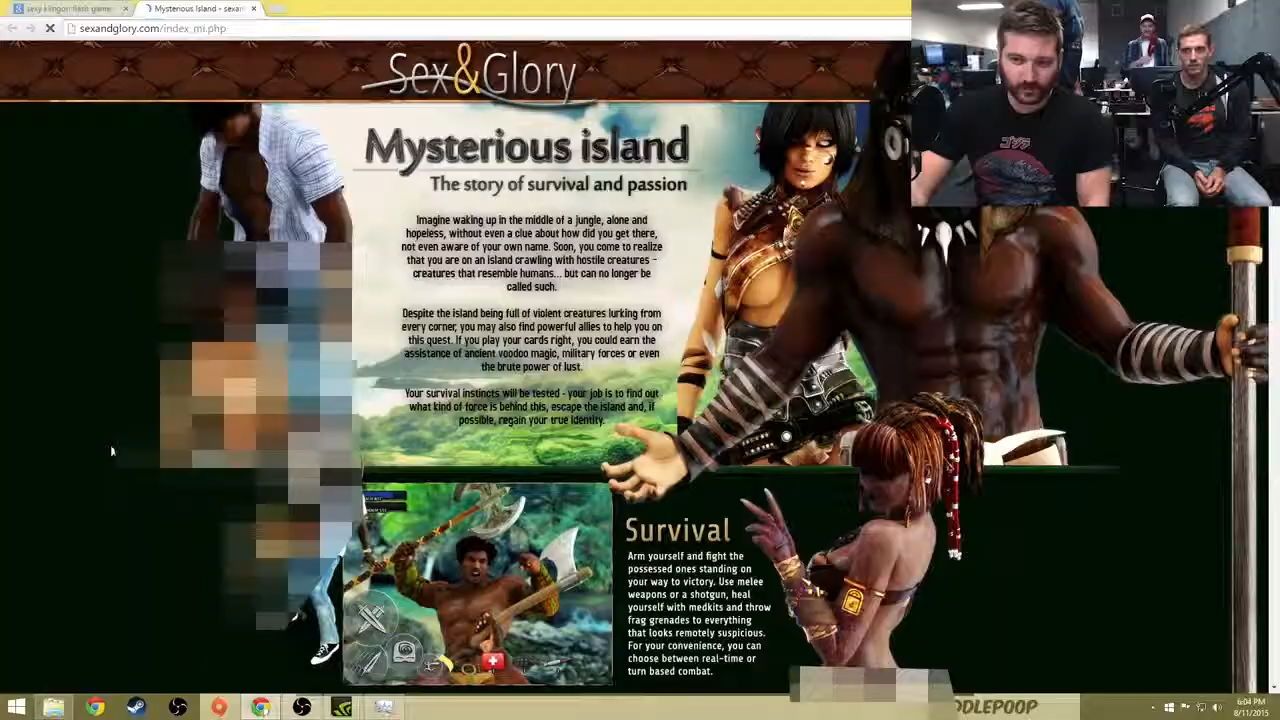 sexy klingon flash game
Mysterious Island - sexan
sexandglory.com/index_mi.php
Sex&Glory
Mysterious island
The story of survival and passion
Imagine waking up in the middle of a jungle, alone and
hopeless, without even a clue about how did you get there,
not even aware of your own name. Soon, you come to realize
that you are on an island crawling with hostile creatures -
creatures that resemble humans... but can no longer be
called such.
Despite the island being full of violent creatures lurking from
every corner, you may also find powerful allies to help you on
this quest. If you play your cards right, you could earn the
assistance of ancient voodoo magic, military forces or even
the brute power of lust.
Your survival instincts will be tested - your job is to find out
what kind of force is behind this, escape the island and, if
possible, regain your true identity.
Survival
Arm yourself and fight the
possessed ones standing on
your way to victory. Use melee
weapons or a shotgun, heal
yourself with medkits and throw
frag grenades to everything
that looks remotely suspicious.
For your convenience, you can
choose between real-time or
turn based combat.
DDLEPOOP
6:04 PM
8/11/2015